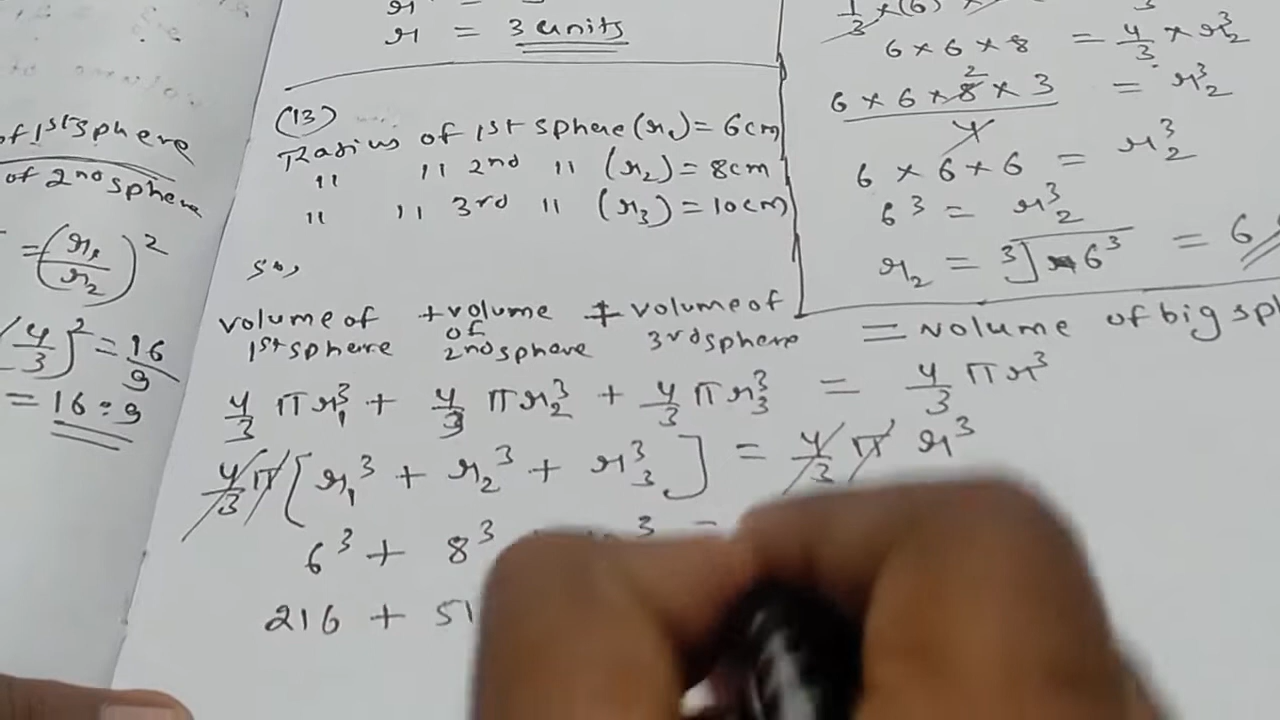 r = 3 units
of 1st sphere
of 2nd sphere
= (r₁/r₂)²
(4/3)² = 16/9
= 16 : 9
(13)
Radius of 1st sphere (r₁) = 6cm
" " 2nd " (r₂) = 8cm
" " 3rd " (r₃) = 10cm
So,
volume of 1st sphere + volume of 2nd sphere + volume of 3rd sphere = volume of big
4/3 πr₁³ + 4/3 πr₂³ + 4/3 πr₃³ = 4/3 πr³
4/3 π [r₁³ + r₂³ + r₃³] = 4/3 π r³
6³ + 8³
216 + 51
6 × 6 × 8 = 4/3 × r₂³
6 × 6 × 8 × 3 / 4 = r₂³
2
6 × 6 × 6 = r₂³
6³ = r₂³
r₂ = ³√6³ = 6